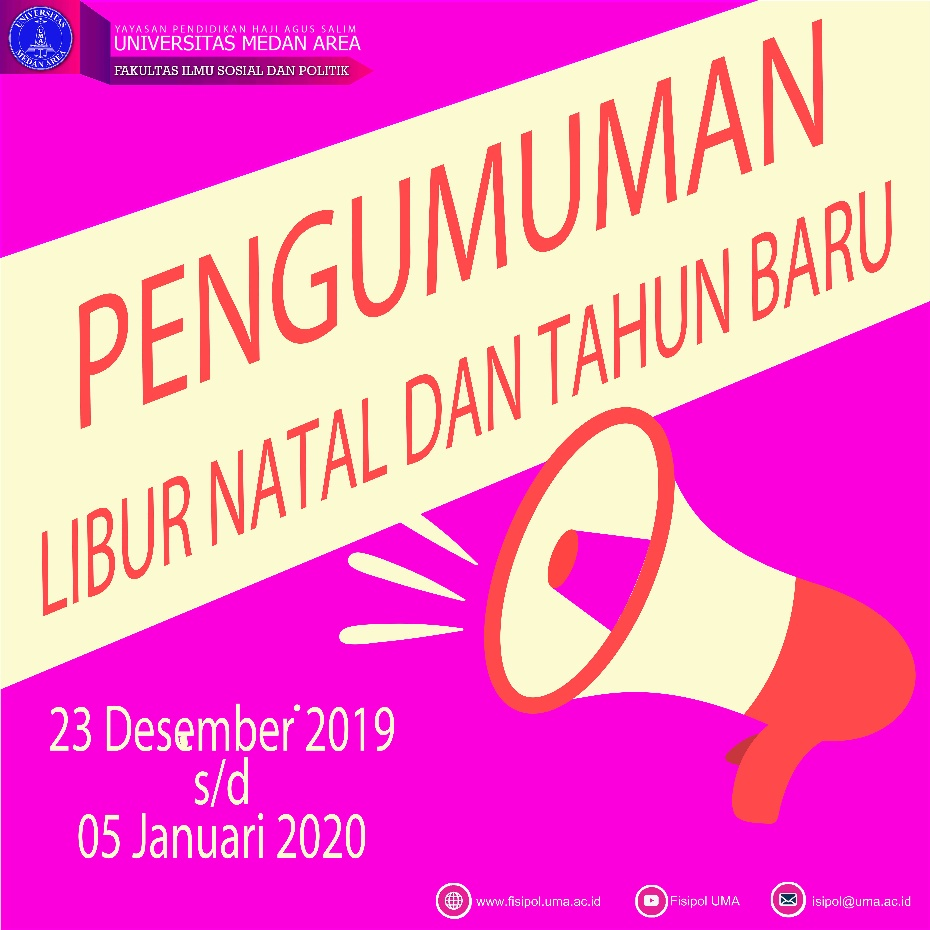 UNIVERSITAS
MEDAN AREA
YAYASAN PENDIDIKAN HAJI AGUS SALIM
UNIVERSITAS MEDAN AREA
FAKULTAS ILMU SOSIAL DAN POLITIK
PENGUMUMAN
LIBUR NATAL DAN TAHUN BARU
23 Desember 2019
s/d
05 Januari 2020
www.fisipol.uma.ac.id
Fisipol UMA
isipol@uma.ac.id